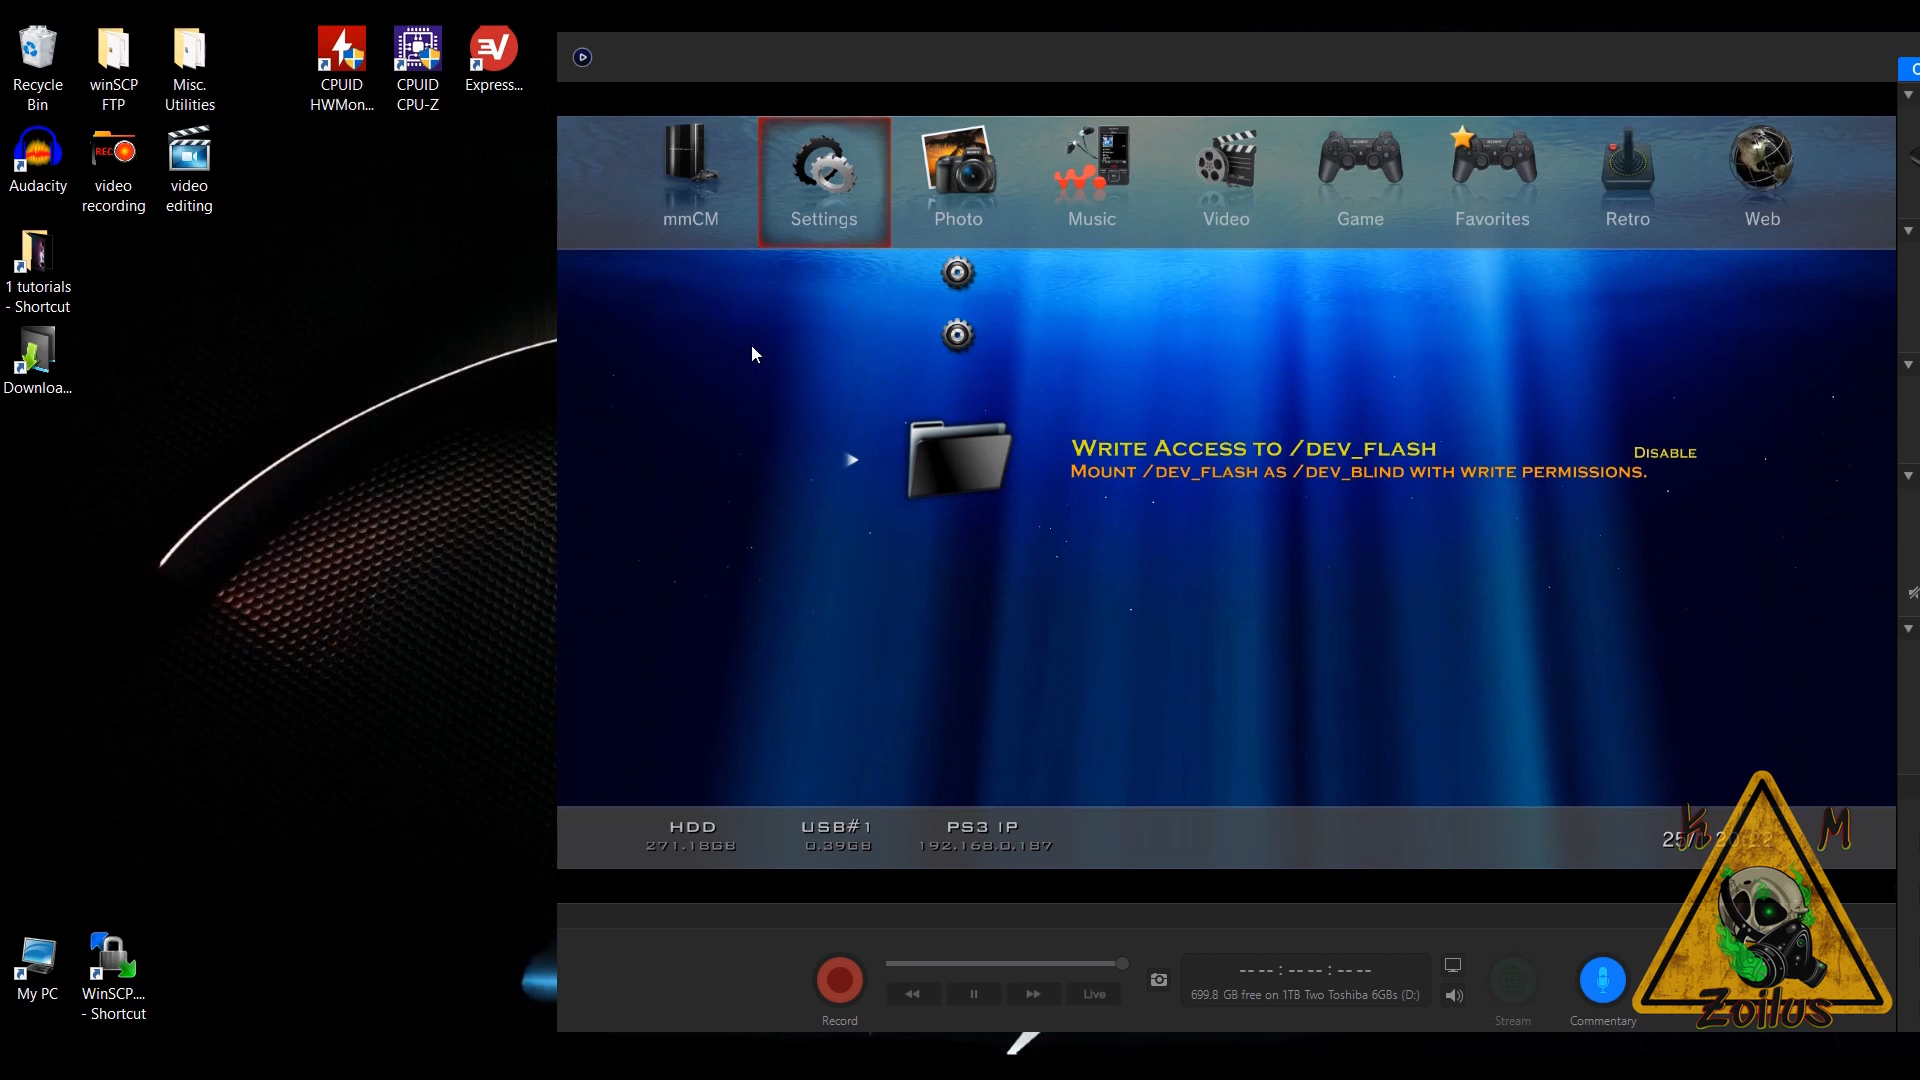 Recycle
Bin
winSCP
FTP
Misc.
Utilities
CPUID
HWMon...
CPUID
CPU-Z
Express...
Audacity
REC
video
recording
video
editing
1 tutorials
- Shortcut
Downloa...
My PC
WinSCP....
- Shortcut
mmCM
Settings
Photo
Music
Video
Game
Favorites
Retro
Web
WRITE ACCESS TO /DEV_FLASH
DISABLE
MOUNT /DEV_FLASH AS /DEV_BLIND WITH WRITE PERMISSIONS.
HDD
271.18GB
USB#1
0.39GB
PS3 IP
192.168.0.187
K M
Zoilus
Record
Live
---- : ---- : ----
699.8 GB free on 1TB Two Toshiba 6GBs (D:)
Stream
Commentary